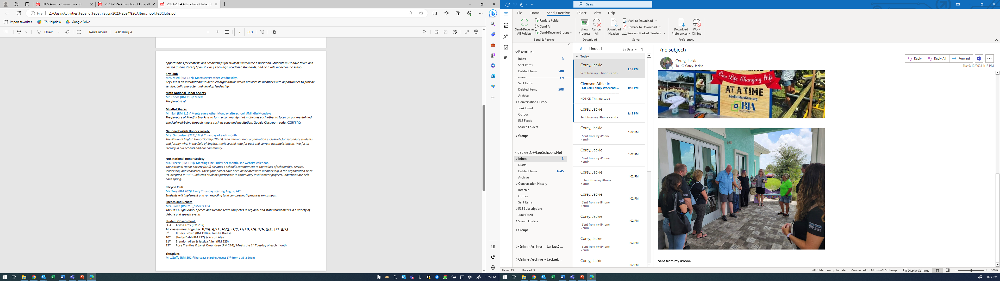 OHS Awards Ceremonies.pdf
2023-2024 Afterschool Clubs.pdf
2023-2024 Afterschool Clubs.pdf
File
Z:/Oasis/Activities%20and%20athletics/2023-2024%20Afterschool%20Clubs.pdf
Import favorites
ITS Helpdesk
Google Drive
Draw
Read aloud
Ask Bing AI
2
of 3
opportunities for contests and scholarships for students within the association. Students must have taken and
passed 3 semesters of Spanish class, keep high academic standards, and be a role model in the school.
Key Club
Mrs. Mied (RM 137)/ Meets every other Wednesday.
Key Club is an international student-led organization which provides its members with opportunities to provide
service, build character and develop leadership.
Math National Honor Society
Mr. Lobos (RM 213)/ Meets
The purpose of
Mindful Sharks
Mr. Ball (RM 115)/ Meets every other Monday afterschool. #MindfulMondays
The purpose of Mindful Sharks is to form a community that motivates each other to focus on our mental and
physical well-being through means such as yoga and meditation. Google Classroom code: czarrh5
National English Honors Society
Mrs. Omundsen (224)/ First Thursday of each month.
The National English Honor Society (NEHS) is an international organization exclusively for secondary students
and faculty who, in the field of English, merit special note for past and current accomplishments. We foster
literacy in our schools and our community.
NHS National Honor Society
Ms. Breese (RM 121)/ Meeting One Friday per month, see website calendar.
The National Honor Society (NHS) elevates a school's commitment to the values of scholarship, service,
leadership, and character. These four pillars have been associated with membership in the organization since
its inception in 1921. Inducted students participate in community involvement projects. Inductions are held
each spring.
Recycle Club
Ms. Troy (RM 207)/ Every Thursday starting August 24th.
Students will implement and run recycling (and composting!) practices on campus.
Speech and Debate
Mrs. Bloch (RM 219)/ Meets TBA
The Oasis High School Speech and Debate Team competes in regional and state tournaments in a variety of
debate and speech events.
Student Government:
SGA Alyssa Troy (RM 207)
All classes meet together: 8/29, 9/12, 10/3, 11/7, 11/28, 1/9, 2/6, 3/5, 4/2, 5/13
9th Jeffery Brown (RM 118) & Tomika Breese
10th Shelby Dahl (RM 227) & Kristin Aley
11th Brendon Allen & Jessica Allen (RM 225)
12th Rose Trantina & Janet Omundsen (RM 224)/ Meets the 1st Tuesday of each month.
Thespians
Mrs.Guffy (RM 501)/Thursdays starting August 17th from 1:35-2:30pm
1:25 PM
Search
File
Home
Send / Receive
Folder
View
Help
Send/Receive
All Folders
Update Folder
Send All
Send/Receive Groups
Send & Receive
Show
Progress
Cancel
All
Download
Download
Headers
Mark to Download
Unmark to Download
Process Marked Headers
Server
Download
Preferences
Work
Offline
Preferences
Favorites
Inbox 3
Sent Items
Deleted Items 508
Drafts [5]
Sent Items
Deleted Items 508
Archive
Conversation History
Junk Email
Outbox
RSS Feeds
Search Folders
Groups
JackieLC@LeeSchools.Net
Inbox 3
Drafts
Deleted Items 1645
Archive
Conversation History
Infected
Outbox
Sent Items
RSS Subscriptions
Junk Email
Search Folders
Groups
Online Archive - Jackie.C...
Online Archive - JackieL...
All
Unread
By Date
Today
Corey, Jackie
1:18 PM
Sent from my iPhone <end>
Clemson Athletics
Last Call: Family Weekend ... 1:18 PM
NOTICE: This message
Corey, Jackie
1:15 PM
Sent from my iPhone <end>
Corey, Jackie
1:02 PM
Sent from my iPhone
<end>
Corey, Jackie
1:02 PM
Sent from my iPhone
<end>
Corey, Jackie
1:02 PM
Sent from my iPhone
<end>
Corey, Jackie
1:02 PM
Sent from my iPhone
<end>
Corey, Jackie
1:02 PM
Sent from my iPhone
<end>
Corey, Jackie
1:02 PM
Sent from my iPhone
<end>
Corey, Jackie
1:02 PM
(no subject)
Corey, Jackie
To Corey, Jackie
Reply
Reply All
Forward
Tue 9/12/2023 1:18 PM
One Life Changing Gift
AT A TIME
LeeBuildersCare.org
BIA
BUILDING INDUSTRY
Kiwanis
Sent from my iPhone
Items: 15
Unread: 3
All folders are up to date.
Connected to: Microsoft Exchange
Display Settings
100%
1:25 PM